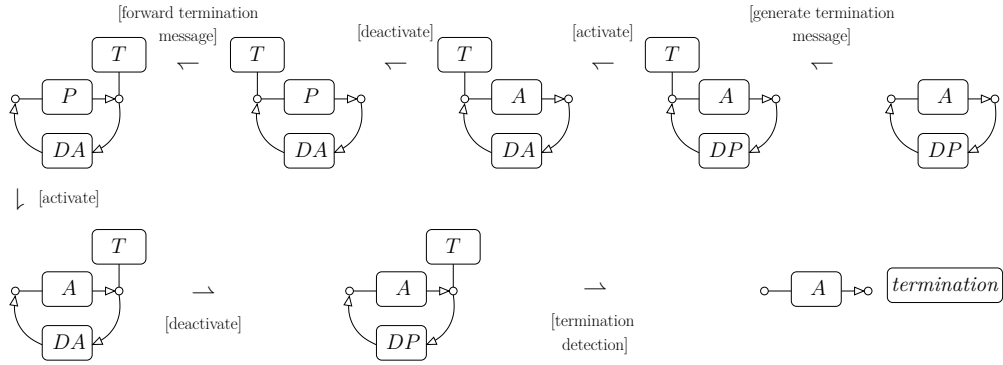 [forward termination
message]
[deactivate]
[activate]
[generate termination
message]
T
T
T
T
P
P
A
A
A
DA
DA
DA
DP
DP
[activate]
T
T
A
A
A
termination
[deactivate]
[termination
detection]
DA
DP